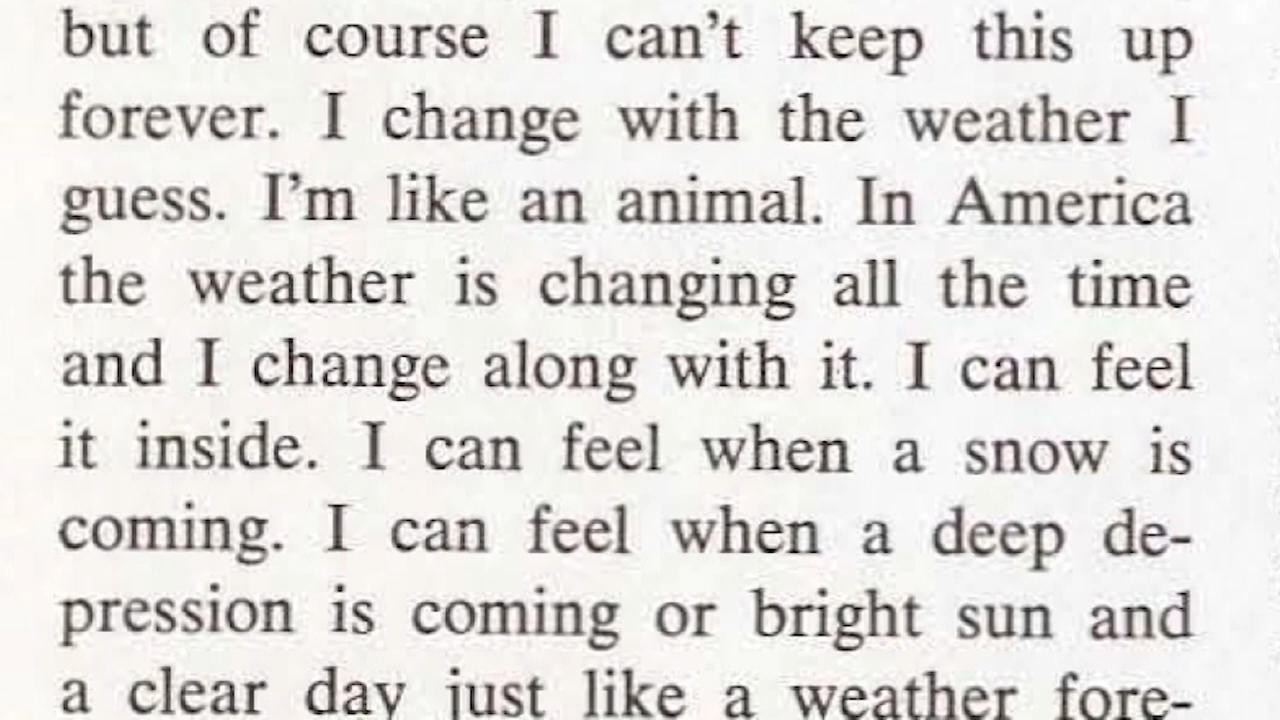 but of course I can’t keep this up
forever. I change with the weather I
guess. I’m like an animal. In America
the weather is changing all the time
and I change along with it. I can feel
it inside. I can feel when a snow is
coming. I can feel when a deep de-
pression is coming or bright sun and
a clear day just like a weather fore-